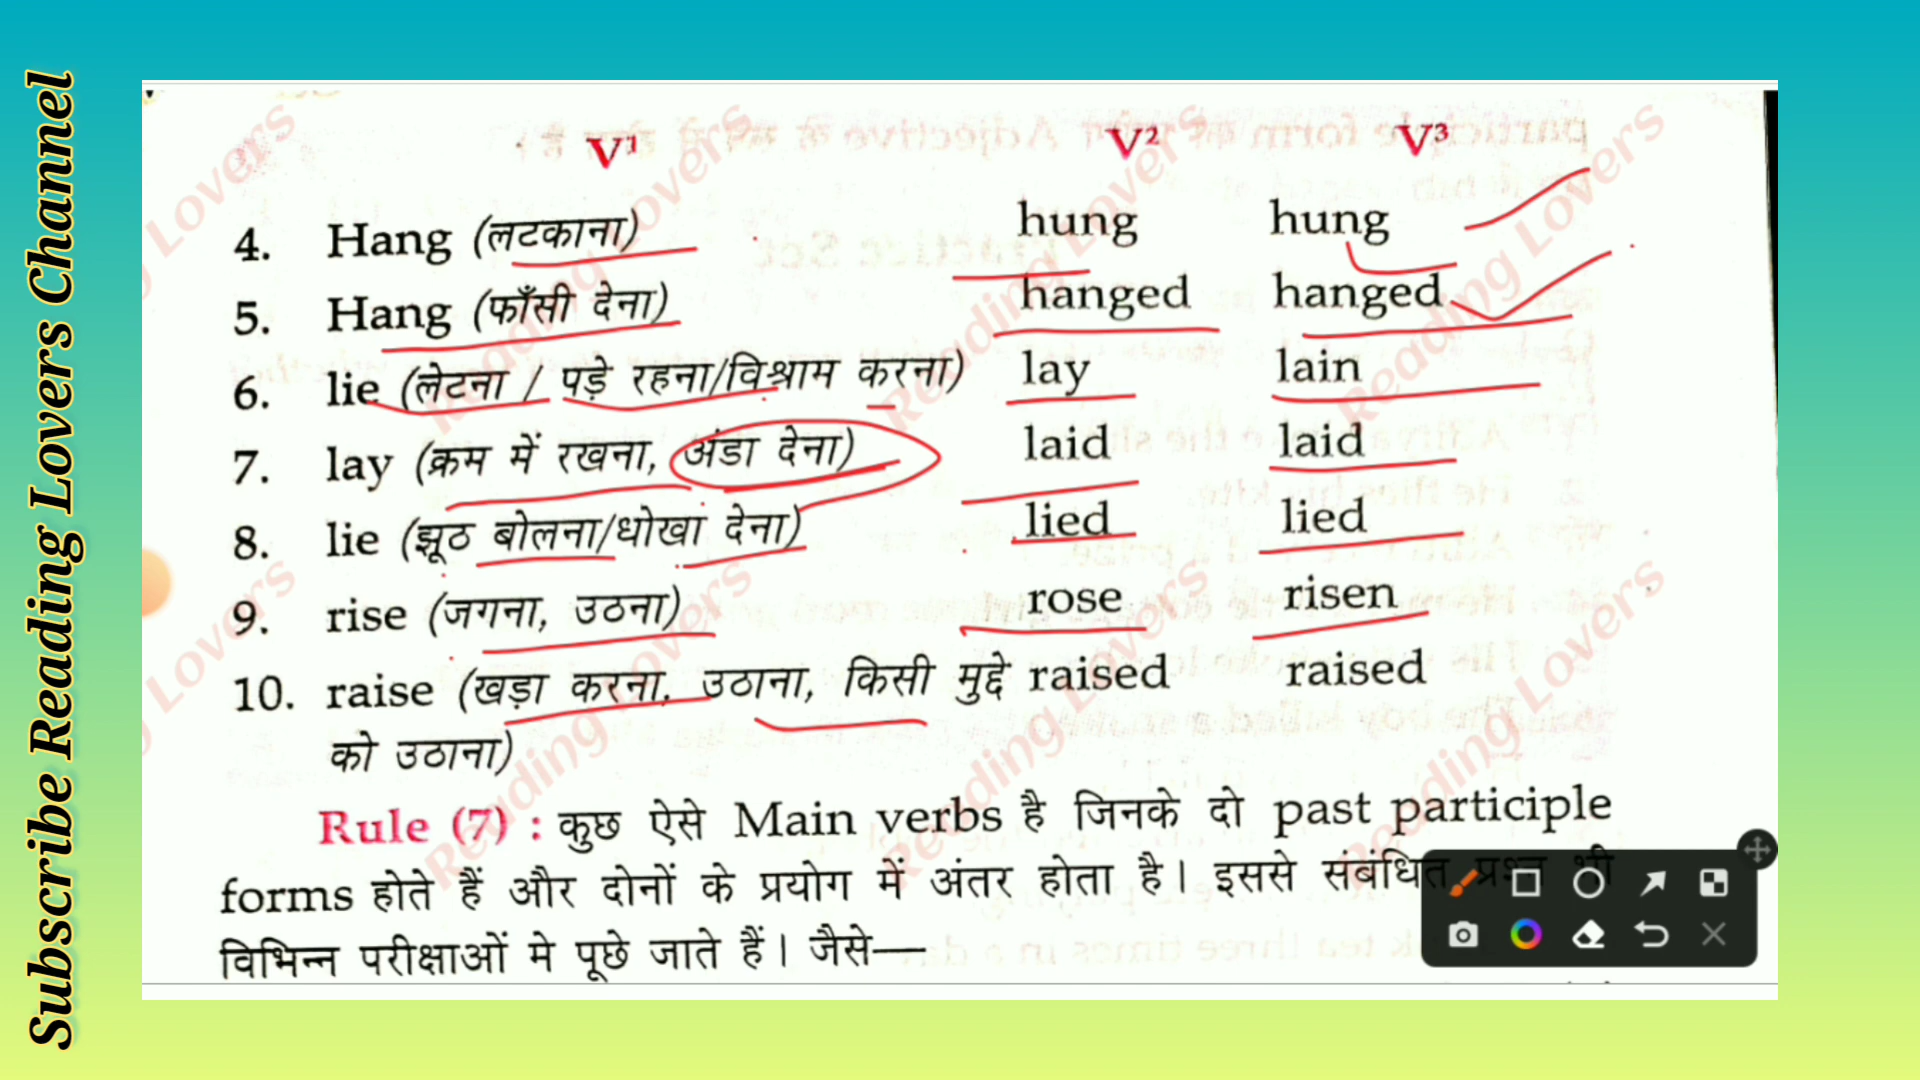 Subscribe Reading Lovers Channel
V¹ V² V³
4. Hang (लटकाना) hung hung
5. Hang (फाँसी देना) hanged hanged
6. lie (लेटना / पड़े रहना/विश्राम करना) lay lain
7. lay (क्रम में रखना, अंडा देना) laid laid
8. lie (झूठ बोलना/धोखा देना) lied lied
9. rise (जगना, उठना) rose risen
10. raise (खड़ा करना, उठाना, किसी मुद्दे raised raised
को उठाना)
Rule (7) : कुछ ऐसे Main verbs है जिनके दो past participle
forms होते हैं और दोनों के प्रयोग में अंतर होता है। इससे संबंधित प्रश्न भी
विभिन्न परीक्षाओं मे पूछे जाते हैं। जैसे—
Reading Lovers